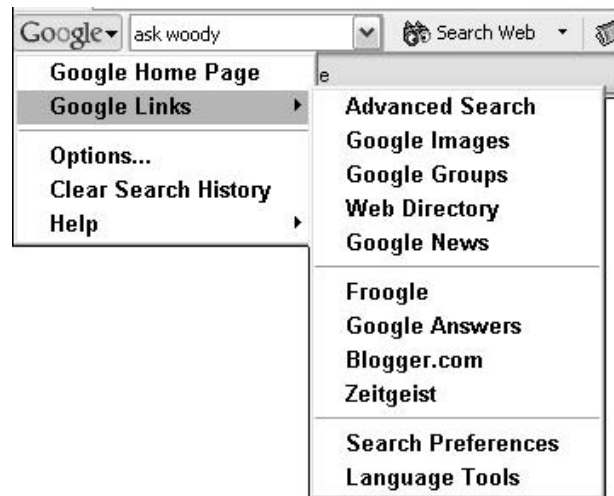 Google ask woody Search Web
Google Home Page
e
Google Links
Options...
Clear Search History
Help
Advanced Search
Google Images
Google Groups
Web Directory
Google News
Froogle
Google Answers
Blogger.com
Zeitgeist
Search Preferences
Language Tools